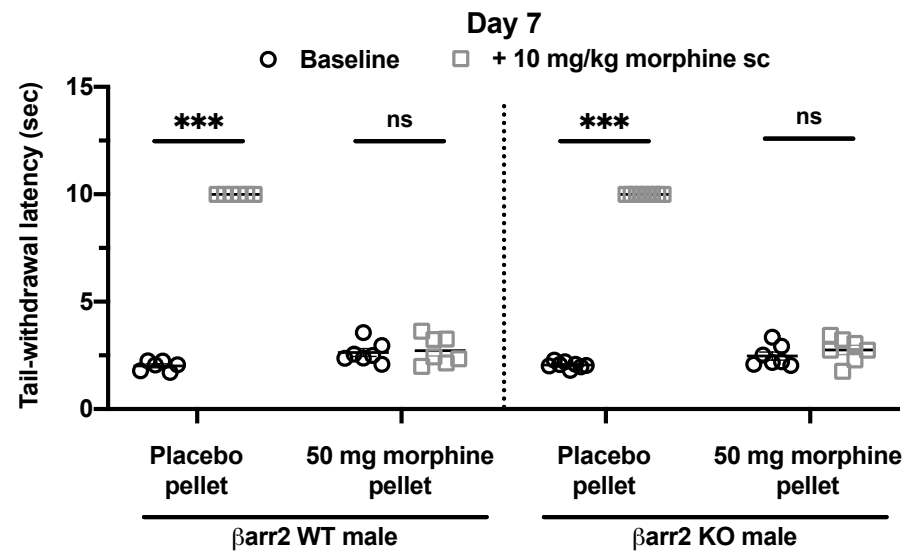 Day 7
Baseline + 10 mg/kg morphine sc
Tail-withdrawal latency (sec)
15
10
5
0
*** ns *** ns
Placebo pellet
50 mg morphine pellet
Placebo pellet
50 mg morphine pellet
βarr2 WT male
βarr2 KO male